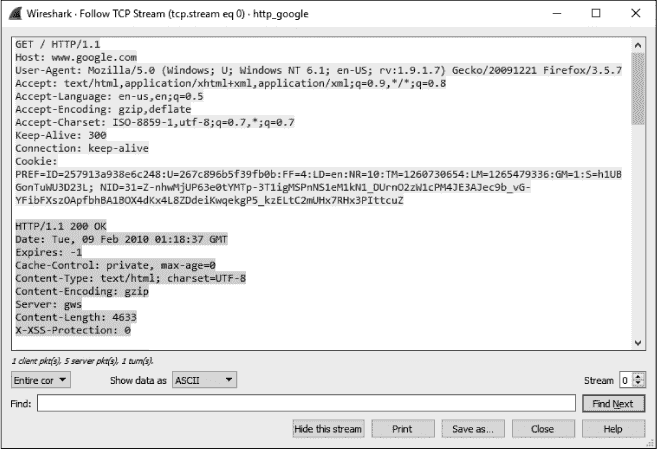 Wireshark · Follow TCP Stream (tcp.stream eq 0) · http_google
GET / HTTP/1.1
Host: www.google.com
User-Agent: Mozilla/5.0 (Windows; U; Windows NT 6.1; en-US; rv:1.9.1.7) Gecko/20091221 Firefox/3.5.7
Accept: text/html,application/xhtml+xml,application/xml;q=0.9,*/*;q=0.8
Accept-Language: en-us,en;q=0.5
Accept-Encoding: gzip,deflate
Accept-Charset: ISO-8859-1,utf-8;q=0.7,*;q=0.7
Keep-Alive: 300
Connection: keep-alive
Cookie:
PREF=ID=257913a938e6c248:U=267c896b5f39fb0b:FF=4:LD=en:NR=10:TM=1260730654:LM=1265479336:GM=1:S=h1UB
GonTuWU3D23L; NID=31=Z-nhwMjUP63e0tYMTp-3T1igMSPnNS1eM1kN1_DUrnO2zW1cPM4JE3AJec9b_vG-
YFibFXszOApfbhBA1BOX4dKx4L8ZDdeiKwqekgP5_kzELtC2mUHx7RHx3PIttcuZ
HTTP/1.1 200 OK
Date: Tue, 09 Feb 2010 01:18:37 GMT
Expires: -1
Cache-Control: private, max-age=0
Content-Type: text/html; charset=UTF-8
Content-Encoding: gzip
Server: gws
Content-Length: 4633
X-XSS-Protection: 0
1 client pkt(s), 5 server pkt(s), 1 turn(s).
Entire cor Show data as ASCII Stream 0
Find: Find Next
Hide this stream Print Save as... Close Help